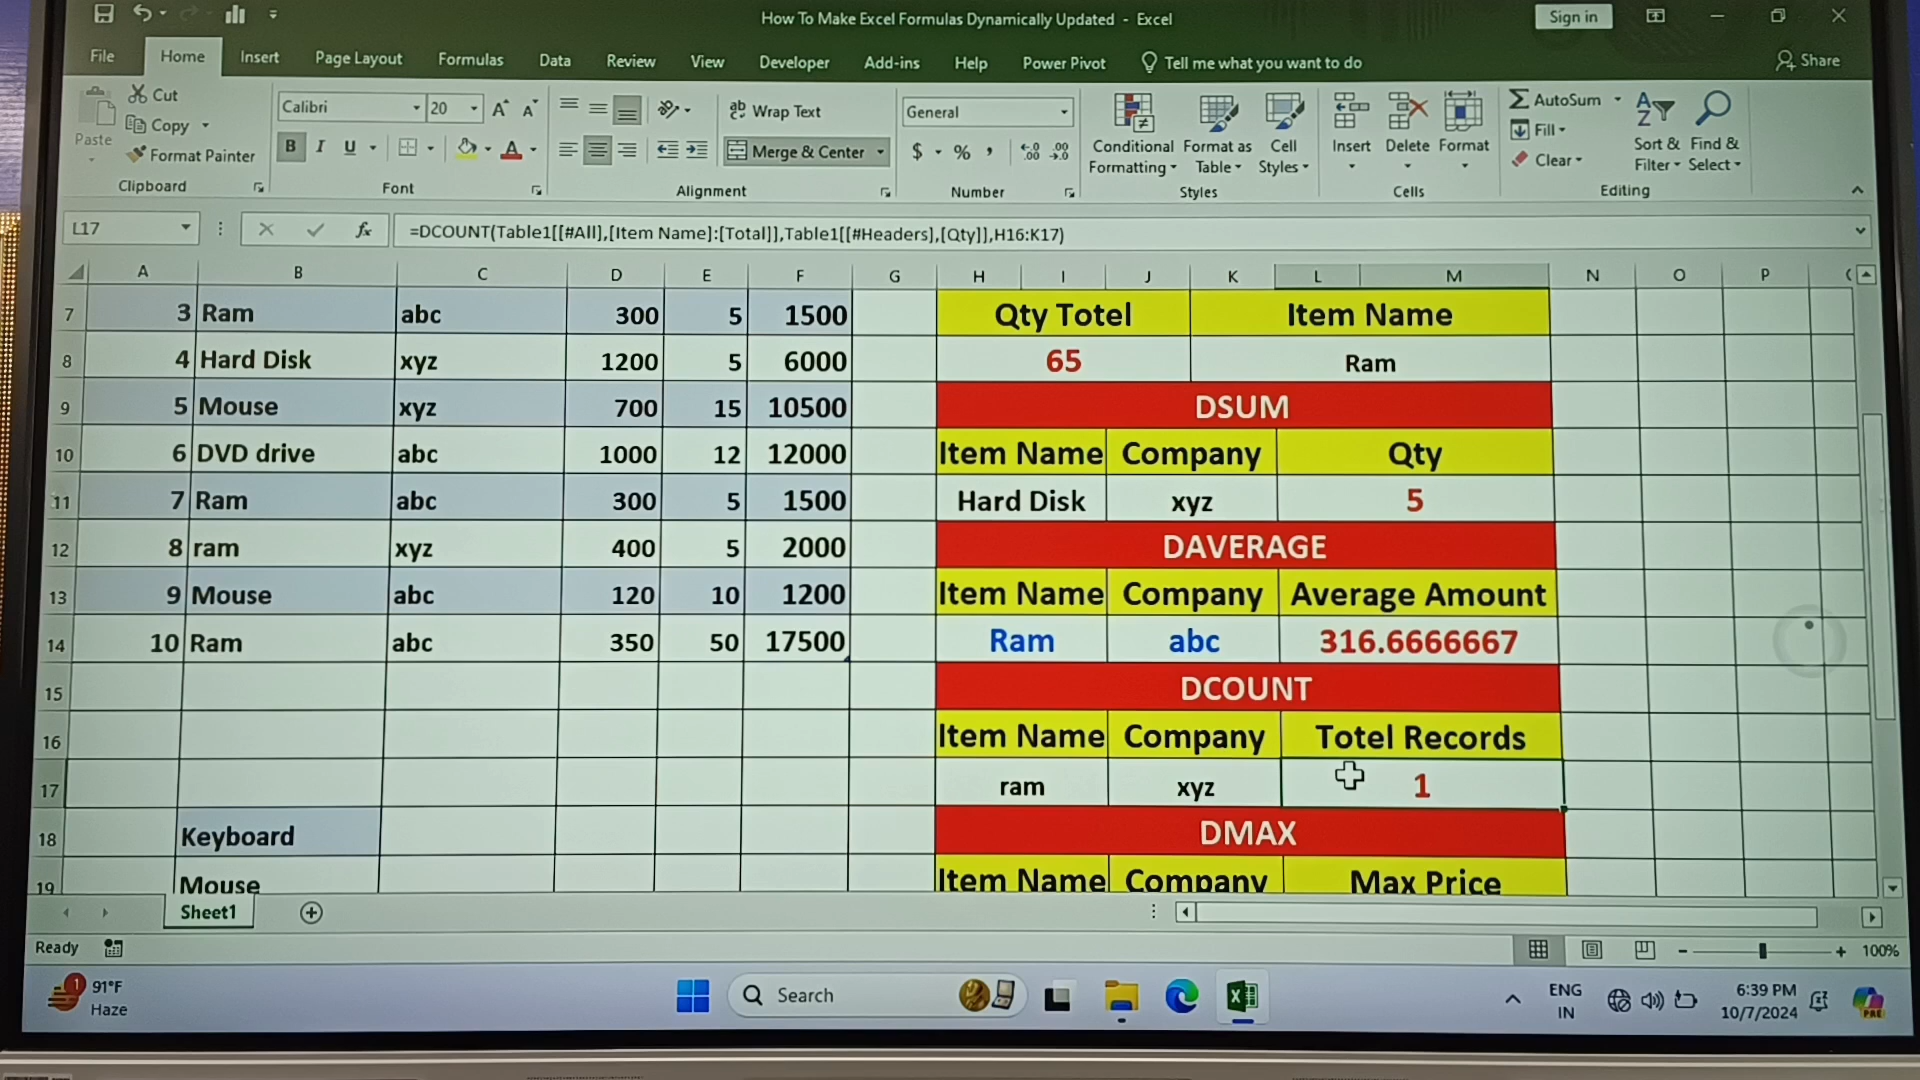 How To Make Excel Formulas Dynamically Updated - Excel
Sign in
File Home Insert Page Layout Formulas Data Review View Developer Add-ins Help Power Pivot Tell me what you want to do Share
Paste
Cut
Copy
Format Painter
Clipboard
Calibri 20
B I U
Font
Wrap Text
Merge & Center
Alignment
General
$ % ,
Number
Conditional Formatting
Format as Table
Cell Styles
Styles
Insert
Delete
Format
Cells
AutoSum
Fill
Clear
Sort & Filter
Find & Select
Editing
L17 fx =DCOUNT(Table1[[#All],[Item Name]:[Total]],Table1[[#Headers],[Qty]],H16:K17)
A B C D E F G H I J K L M N O P
7 3 Ram abc 300 5 1500 Qty Totel Item Name
8 4 Hard Disk xyz 1200 5 6000 65 Ram
9 5 Mouse xyz 700 15 10500 DSUM
10 6 DVD drive abc 1000 12 12000 Item Name Company Qty
11 7 Ram abc 300 5 1500 Hard Disk xyz 5
12 8 ram xyz 400 5 2000 DAVERAGE
13 9 Mouse abc 120 10 1200 Item Name Company Average Amount
14 10 Ram abc 350 50 17500 Ram abc 316.6666667
15 DCOUNT
16 Item Name Company Totel Records
17 ram xyz 1
18 Keyboard DMAX
19 Mouse Item Name Company Max Price
Sheet1
Ready 100%
1 91°F
Haze
Search
ENG
IN
6:39 PM
10/7/2024
PRE